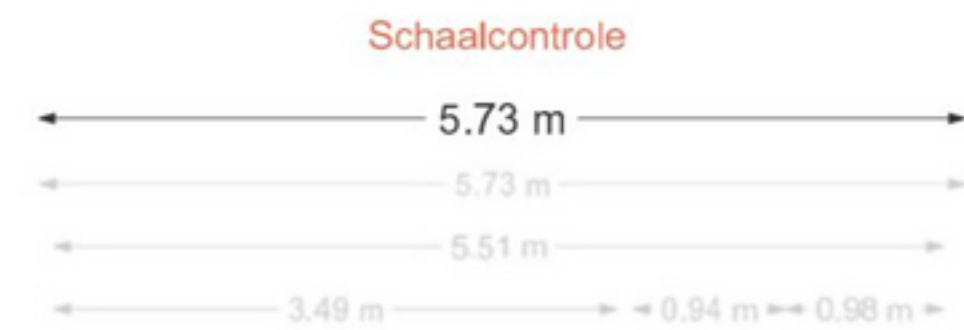 Schaalcontrole
5.73 m
5.73 m
5.51 m
3.49 m 0.94 m 0.98 m